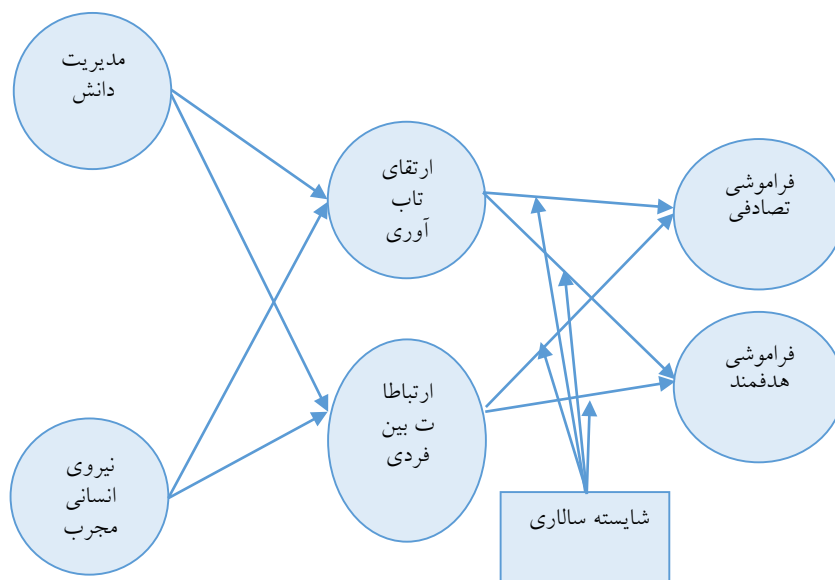 مدیریت
دانش
ارتقای
تاب
آوری
فراموشی
تصادفی
فراموشی
هدفمند
ارتباطا
ت بین
فردی
نیروی
انسانی
مجرب
شایسته سالاری